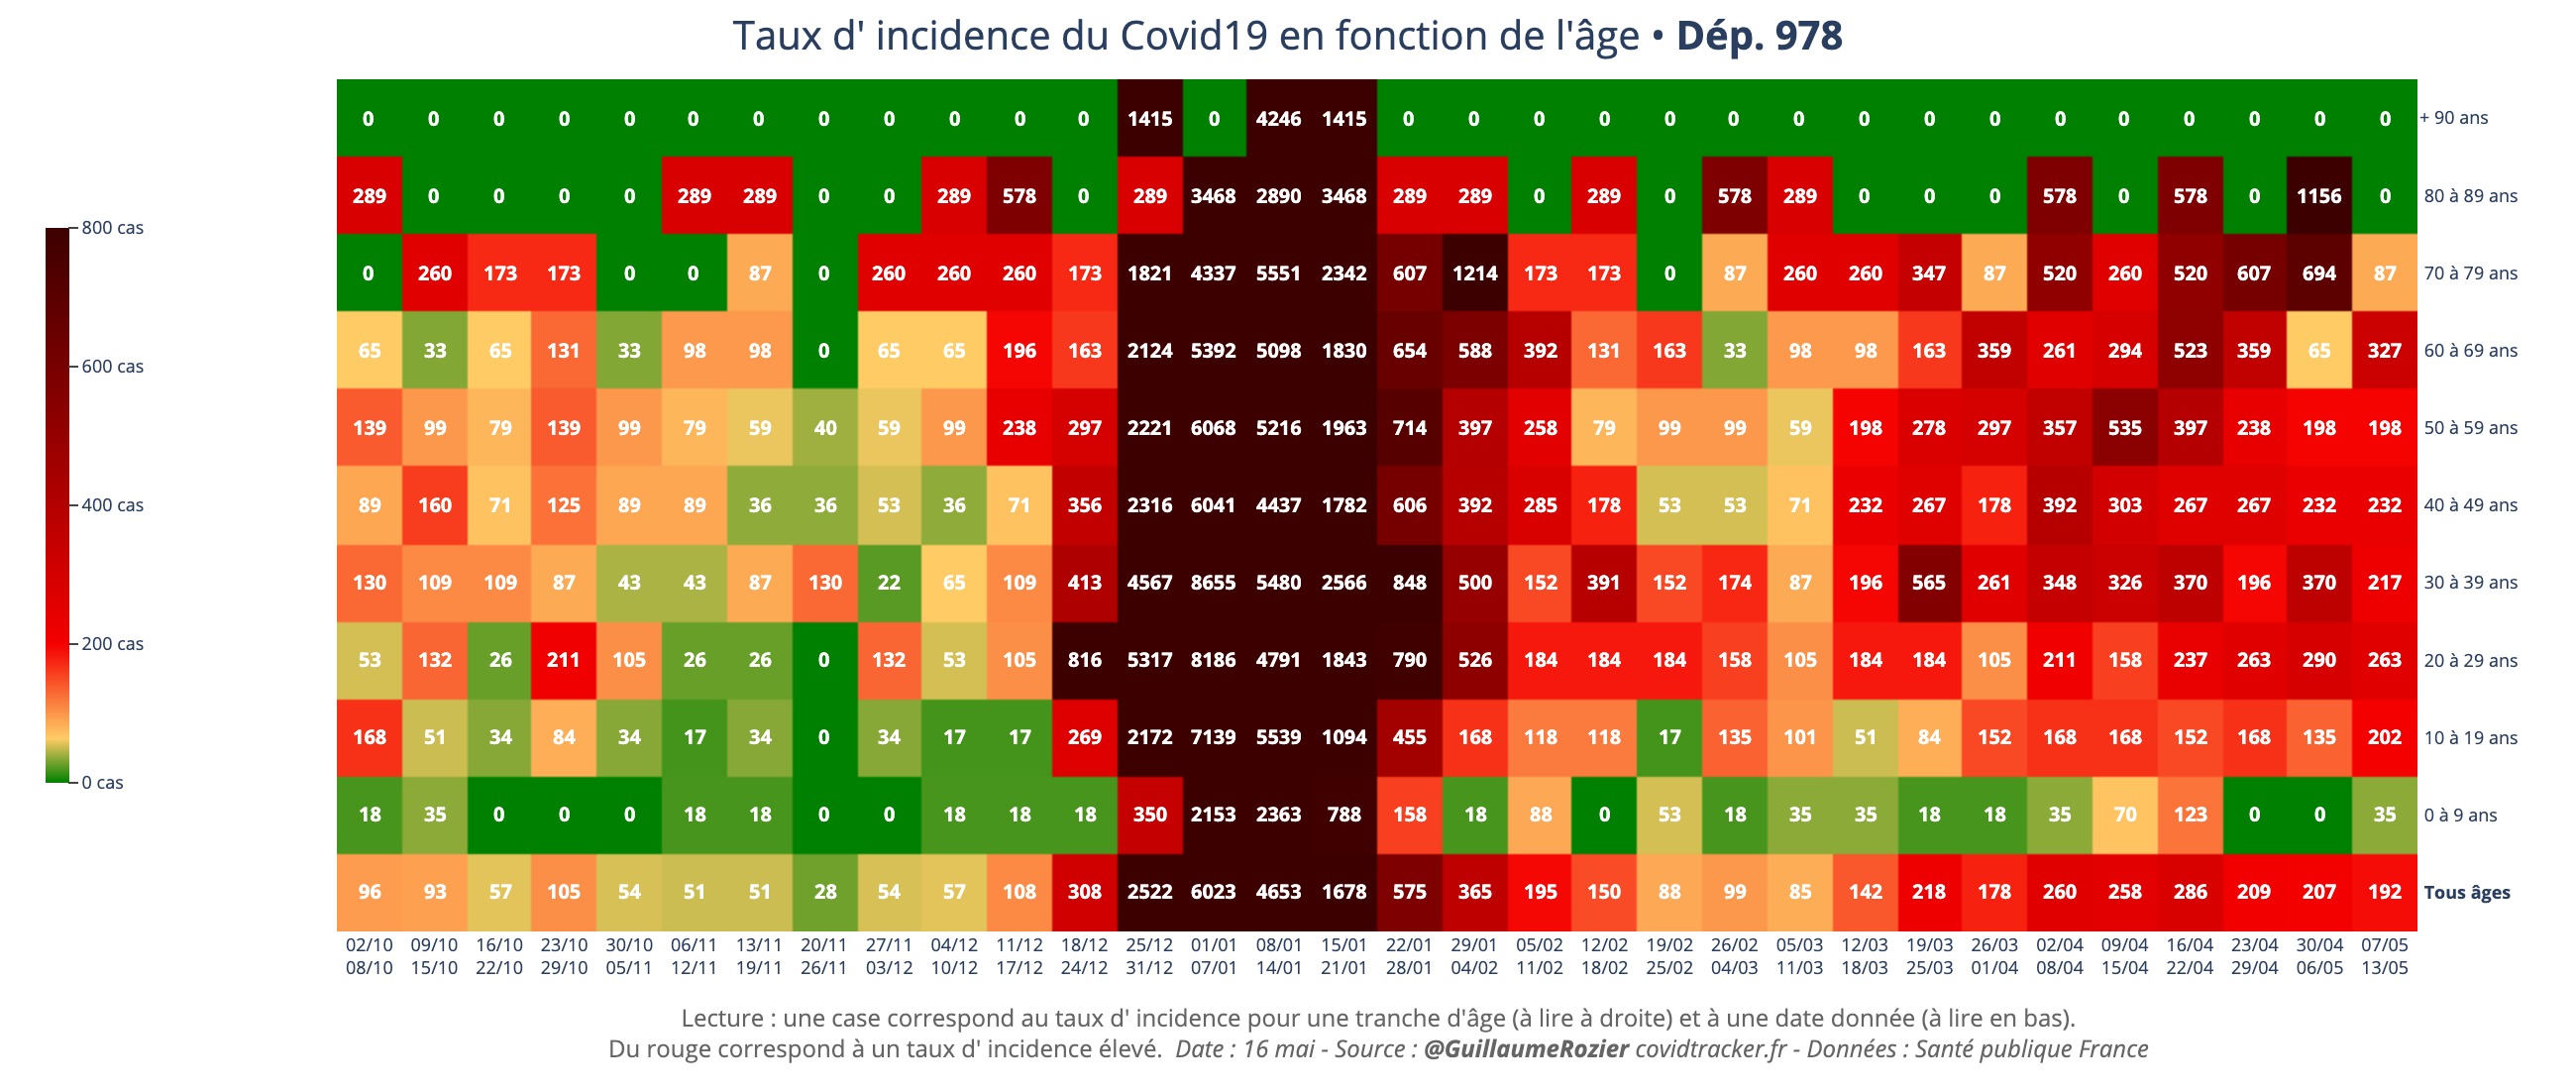 Taux d' incidence du Covid19 en fonction de l'âge • Dép. 978
0 0 0 0 0 0 0 0 0 0 0 0 1415 0 4246 1415 0 0 0 0 0 0 0 0 0 0 0 0 0 0 0 0 + 90 ans
289 0 0 0 0 289 289 0 0 289 578 0 289 3468 2890 3468 289 289 0 289 0 578 289 0 0 0 578 0 578 0 1156 0 80 à 89 ans
800 cas
0 260 173 173 0 0 87 0 260 260 260 173 1821 4337 5551 2342 607 1214 173 173 0 87 260 260 347 87 520 260 520 607 694 87 70 à 79 ans
65 33 65 131 33 98 98 0 65 65 196 163 2124 5392 5098 1830 654 588 392 131 163 33 98 98 163 359 261 294 523 359 65 327 60 à 69 ans
600 cas
139 99 79 139 99 79 59 40 59 99 238 297 2221 6068 5216 1963 714 397 258 79 99 99 59 198 278 297 357 535 397 238 198 198 50 à 59 ans
400 cas
89 160 71 125 89 89 36 36 53 36 71 356 2316 6041 4437 1782 606 392 285 178 53 53 71 232 267 178 392 303 267 267 232 232 40 à 49 ans
130 109 109 87 43 43 87 130 22 65 109 413 4567 8655 5480 2566 848 500 152 391 152 174 87 196 565 261 348 326 370 196 370 217 30 à 39 ans
200 cas
53 132 26 211 105 26 26 0 132 53 105 816 5317 8186 4791 1843 790 526 184 184 184 158 105 184 184 105 211 158 237 263 290 263 20 à 29 ans
168 51 34 84 34 17 34 0 34 17 17 269 2172 7139 5539 1094 455 168 118 118 17 135 101 51 84 152 168 168 152 168 135 202 10 à 19 ans
0 cas
18 35 0 0 0 18 18 0 0 18 18 18 350 2153 2363 788 158 18 88 0 53 18 35 35 18 18 35 70 123 0 0 35 0 à 9 ans
96 93 57 105 54 51 51 28 54 57 108 308 2522 6023 4653 1678 575 365 195 150 88 99 85 142 218 178 260 258 286 209 207 192 Tous âges
02/10 09/10 16/10 23/10 30/10 06/11 13/11 20/11 27/11 04/12 11/12 18/12 25/12 01/01 08/01 15/01 22/01 29/01 05/02 12/02 19/02 26/02 05/03 12/03 19/03 26/03 02/04 09/04 16/04 23/04 30/04 07/05
08/10 15/10 22/10 29/10 05/11 12/11 19/11 26/11 03/12 10/12 17/12 24/12 31/12 07/01 14/01 21/01 28/01 04/02 11/02 18/02 25/02 04/03 11/03 18/03 25/03 01/04 08/04 15/04 22/04 29/04 06/05 13/05
Lecture : une case correspond au taux d' incidence pour une tranche d'âge (à lire à droite) et à une date donnée (à lire en bas).
Du rouge correspond à un taux d' incidence élevé. Date : 16 mai - Source : @GuillaumeRozier covidtracker.fr - Données : Santé publique France